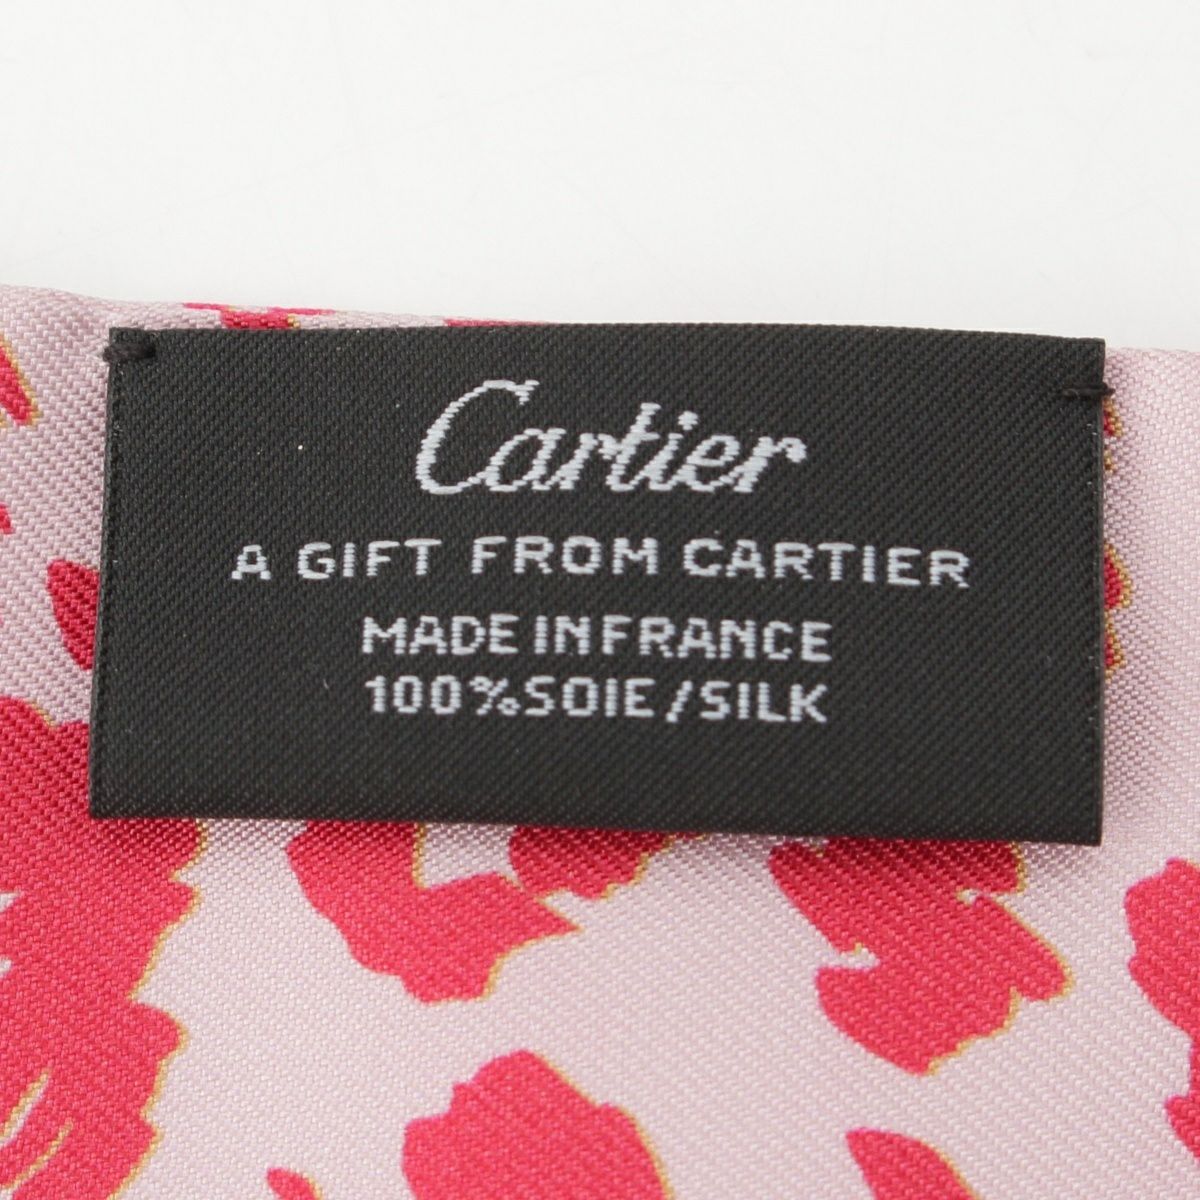 Cartier
A GIFT FROM CARTIER
MADE IN FRANCE
100%SOIE/SILK